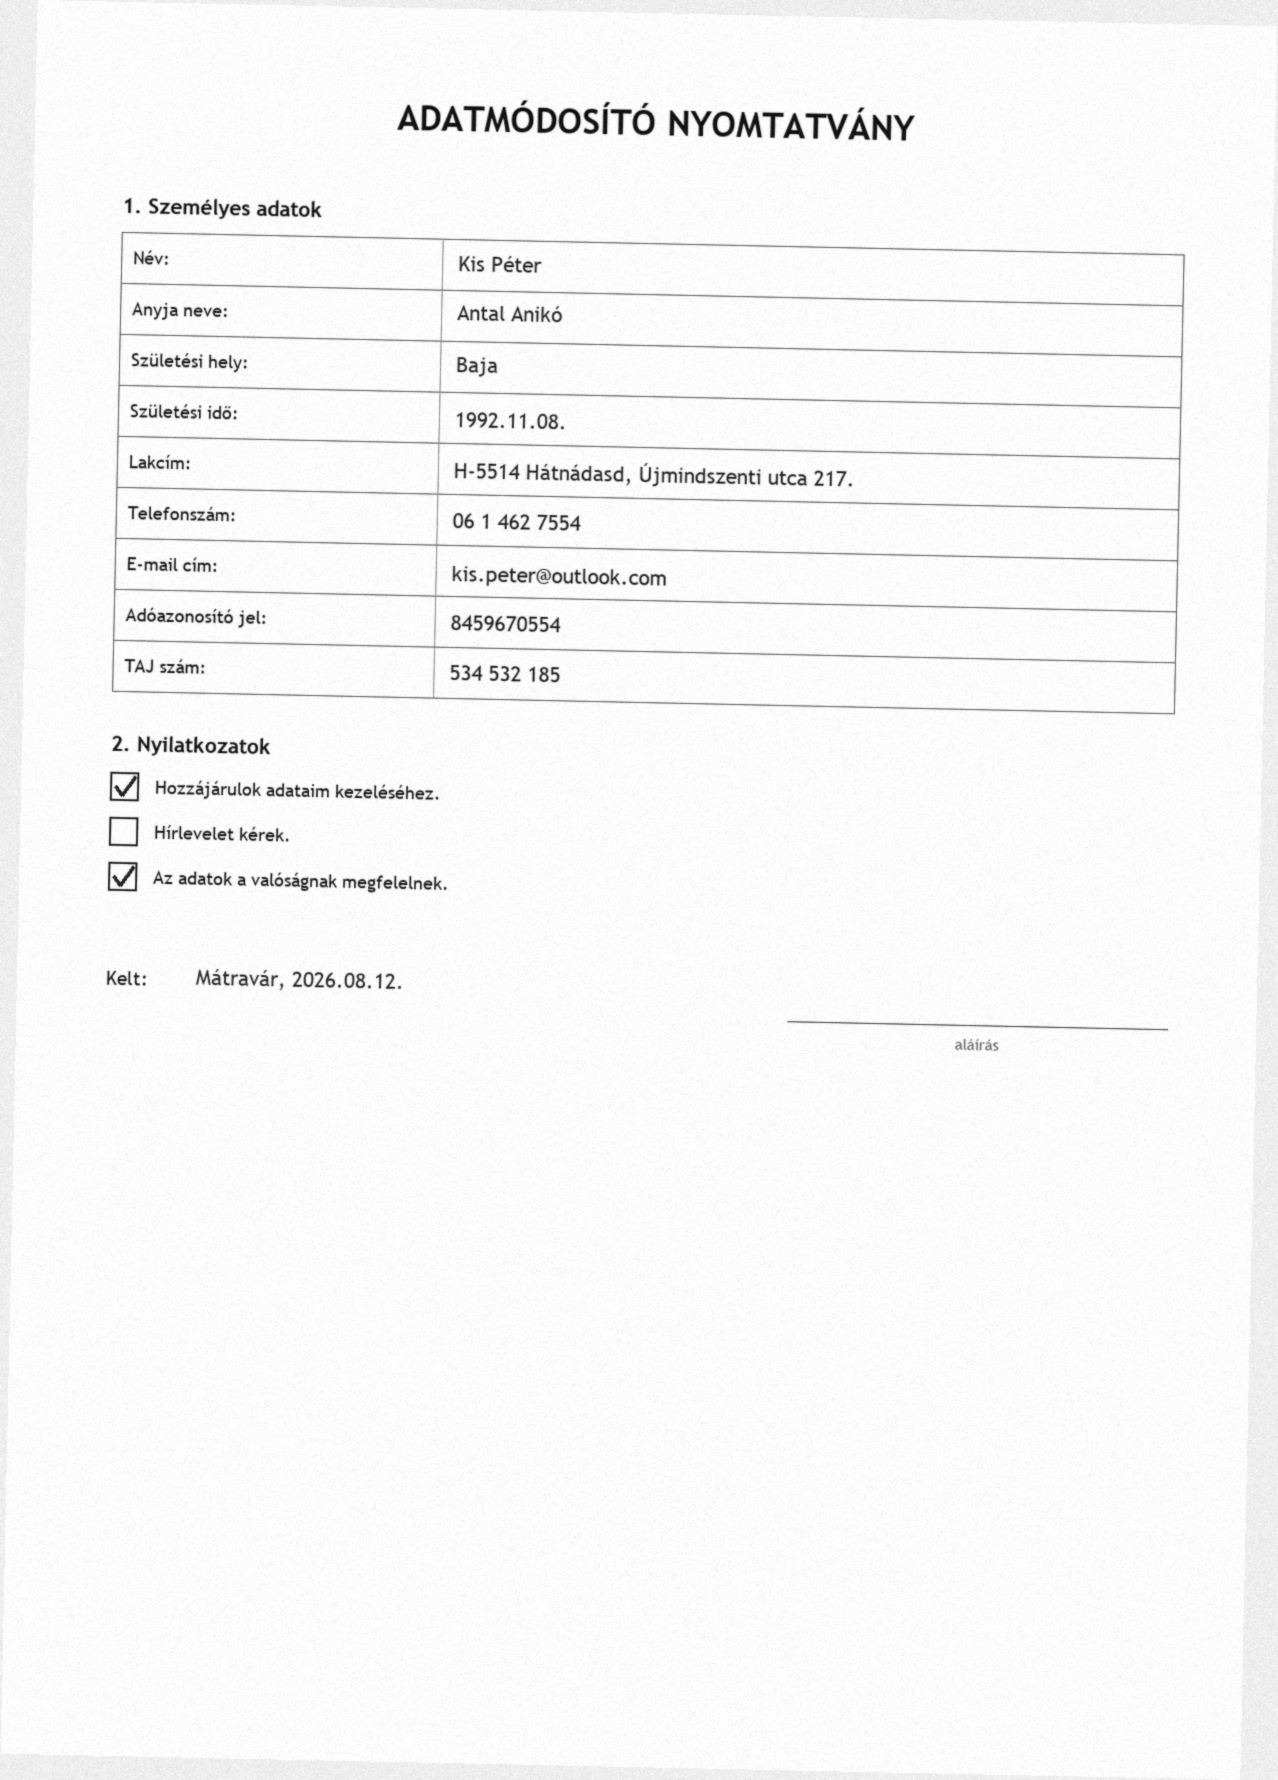 ADATMÓDOSÍTÓ NYOMTATVÁNY
1. Személyes adatok
Név: Kis Péter
Anyja neve: Antal Anikó
Születési hely: Baja
Születési idő: 1992.11.08.
Lakcím: H-5514 Hátnádasd, Újmindszenti utca 217.
Telefonszám: 06 1 462 7554
E-mail cím: kis.peter@outlook.com
Adóazonosító jel: 8459670554
TAJ szám: 534 532 185
2. Nyilatkozatok
Hozzájárulok adataim kezeléséhez.
Hírlevelet kérek.
Az adatok a valóságnak megfelelnek.
Kelt: Mátravár, 2026.08.12.
aláírás